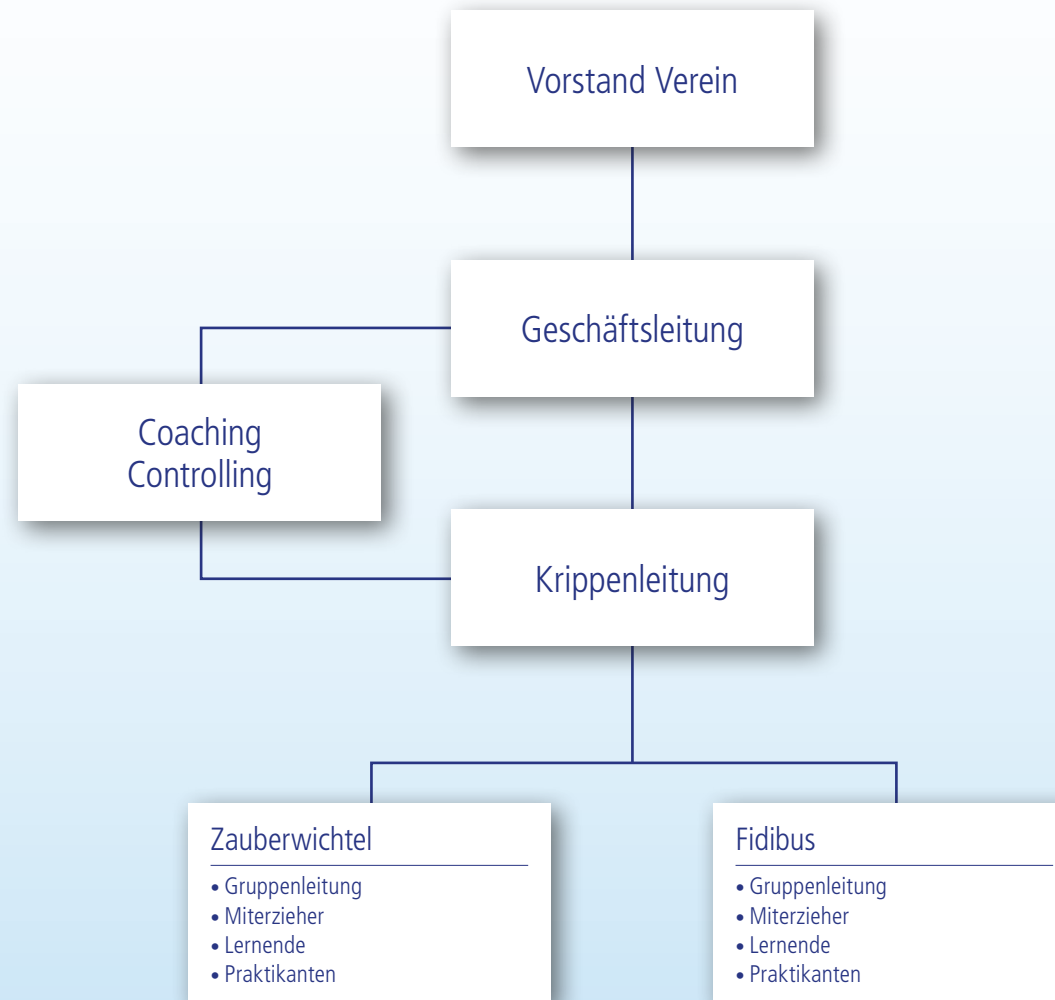 Vorstand Verein
Geschäftsleitung
Coaching
Controlling
Krippenleitung
Zauberwichtel
• Gruppenleitung
• Miterzieher
• Lernende
• Praktikanten
Fidibus
• Gruppenleitung
• Miterzieher
• Lernende
• Praktikanten